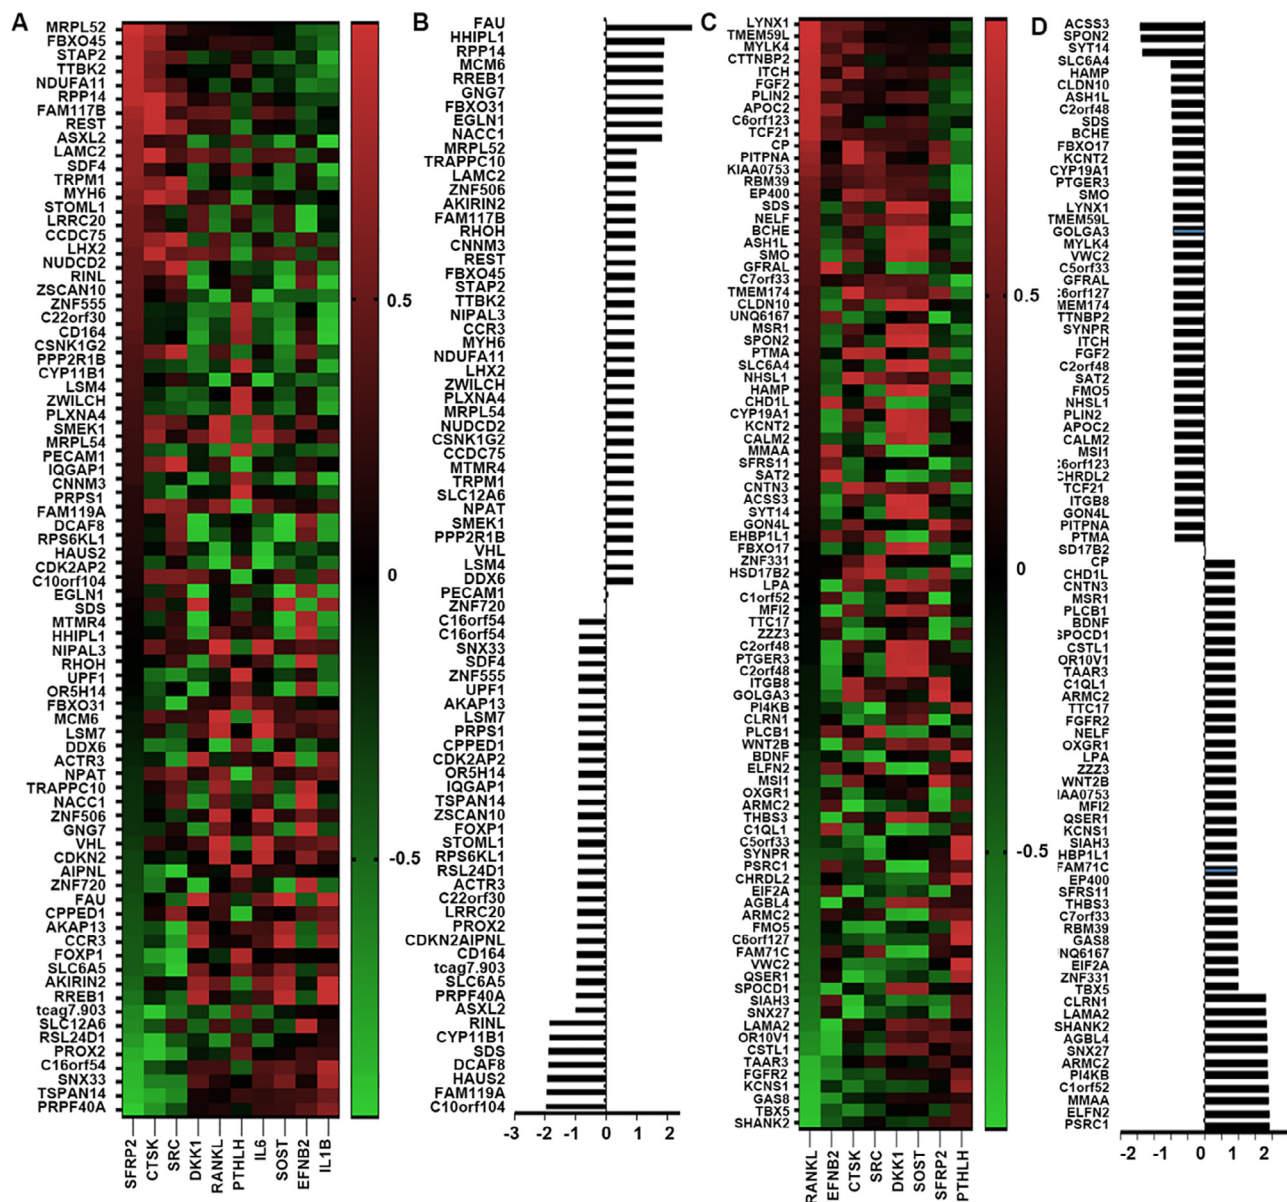 A
MRPL52
FBXO45
STAP2
TTBK2
NDUFA11
RPP14
FAM117B
REST
ASXL2
LAMC2
SDF4
TRPM1
MYH6
STOML1
LRRC20
CCDC75
LHX2
NUDCD2
RINL
ZSCAN10
ZNF555
C22orf30
CD164
CSNK1G2
PPP2R1B
CYP11B1
LSM4
ZWILCH
PLXNA4
SMEK1
MRPL54
PECAM1
IQGAP1
CNNM3
PRPS1
FAM119A
DCAF8
RPS6KL1
HAUS2
CDK2AP2
C10orf104
EGLN1
SDS
MTMR4
HHIPL1
NIPAL3
RHOH
UPF1
OR5H14
FBXO31
MCM6
LSM7
DDX6
ACTR3
NPAT
TRAPPC10
NACC1
ZNF506
GNG7
VHL
CDKN2
AIPNL
ZNF720
FAU
CPPED1
AKAP13
CCR3
FOXP1
SLC6A5
AKIRIN2
RREB1
tcag7.903
SLC12A6
RSL24D1
PROX2
C16orf54
SNX33
TSPAN14
PRPF40A
SFRP2
CTSK
SRC
DKK1
RANKL
PTHLH
IL6
SOST
EFNB2
IL1B
0.5
0
-0.5
B
FAU
HHIPL1
RPP14
MCM6
RREB1
GNG7
FBXO31
EGLN1
NACC1
MRPL52
TRAPPC10
LAMC2
ZNF506
AKIRIN2
FAM117B
RHOH
CNNM3
REST
FBXO45
STAP2
TTBK2
NIPAL3
CCR3
MYH6
NDUFA11
LHX2
ZWILCH
PLXNA4
MRPL54
NUDCD2
CSNK1G2
CCDC75
MTMR4
TRPM1
SLC12A6
NPAT
SMEK1
PPP2R1B
VHL
LSM4
DDX6
PECAM1
ZNF720
C16orf54
C16orf54
SNX33
SDF4
ZNF555
UPF1
AKAP13
LSM7
PRPS1
CPPED1
CDK2AP2
OR5H14
IQGAP1
TSPAN14
ZSCAN10
FOXP1
STOML1
RPS6KL1
RSL24D1
ACTR3
C22orf30
LRRC20
PROX2
CDKN2AIPNL
CD164
tcag7.903
SLC6A5
PRPF40A
ASXL2
RINL
CYP11B1
SDS
DCAF8
HAUS2
FAM119A
C10orf104
-3
-2
-1
0
1
2
C
LYNX1
TMEM59L
MYLK4
CTTNBP2
ITCH
FGF2
PLIN2
APOC2
C6orf123
TCF21
CP
PITPNA
KIAA0753
RBM39
EP400
SDS
NELF
BCHE
ASH1L
SMO
GFRAL
C7orf33
TMEM174
CLDN10
UNQ6167
MSR1
SPON2
PTMA
SLC6A4
NHSL1
HAMP
CHD1L
CYP19A1
KCNT2
CALM2
MMAA
SFRS11
SAT2
CNTN3
ACSS3
SYT14
GON4L
EHBP1L1
FBXO17
ZNF331
HSD17B2
LPA
C1orf52
MFI2
TTC17
ZZZ3
C2orf48
PTGER3
C2orf48
ITGB8
GOLGA3
PI4KB
CLRN1
PLCB1
WNT2B
BDNF
ELFN2
MSI1
OXGR1
ARMC2
THBS3
C1QL1
C5orf33
SYNPR
PSRC1
CHRDL2
EIF2A
AGBL4
ARMC2
FMO5
C6orf127
FAM71C
VWC2
QSER1
SPOCD1
SIAH3
SNX27
LAMA2
OR10V1
CSTL1
TAAR3
FGFR2
KCNS1
GAS8
TBX5
SHANK2
RANKL
EFNB2
CTSK
SRC
DKK1
SOST
SFRP2
PTHLH
0.5
0
-0.5
D
ACSS3
SPON2
SYT14
SLC6A4
HAMP
CLDN10
ASH1L
C2orf48
SDS
BCHE
FBXO17
KCNT2
CYP19A1
PTGER3
SMO
LYNX1
TMEM59L
GOLGA3
MYLK4
VWC2
C5orf33
GFRAL
C6orf127
MEM174
TTNBP2
SYNPR
ITCH
FGF2
C2orf48
SAT2
FMO5
NHSL1
PLIN2
APOC2
CALM2
MSI1
C6orf123
CHRDL2
TCF21
ITGB8
GON4L
PITPNA
PTMA
SD17B2
CP
CHD1L
CNTN3
MSR1
PLCB1
BDNF
SPOCD1
CSTL1
OR10V1
TAAR3
C1QL1
ARMC2
TTC17
FGFR2
NELF
OXGR1
LPA
ZZZ3
WNT2B
IAA0753
MFI2
QSER1
KCNS1
SIAH3
HBP1L1
FAM71C
EP400
SFRS11
THBS3
C7orf33
RBM39
GAS8
NQ6167
EIF2A
ZNF331
TBX5
CLRN1
LAMA2
SHANK2
AGBL4
SNX27
ARMC2
PI4KB
C1orf52
MMAA
ELFN2
PSRC1
-2
-1
0
1
2